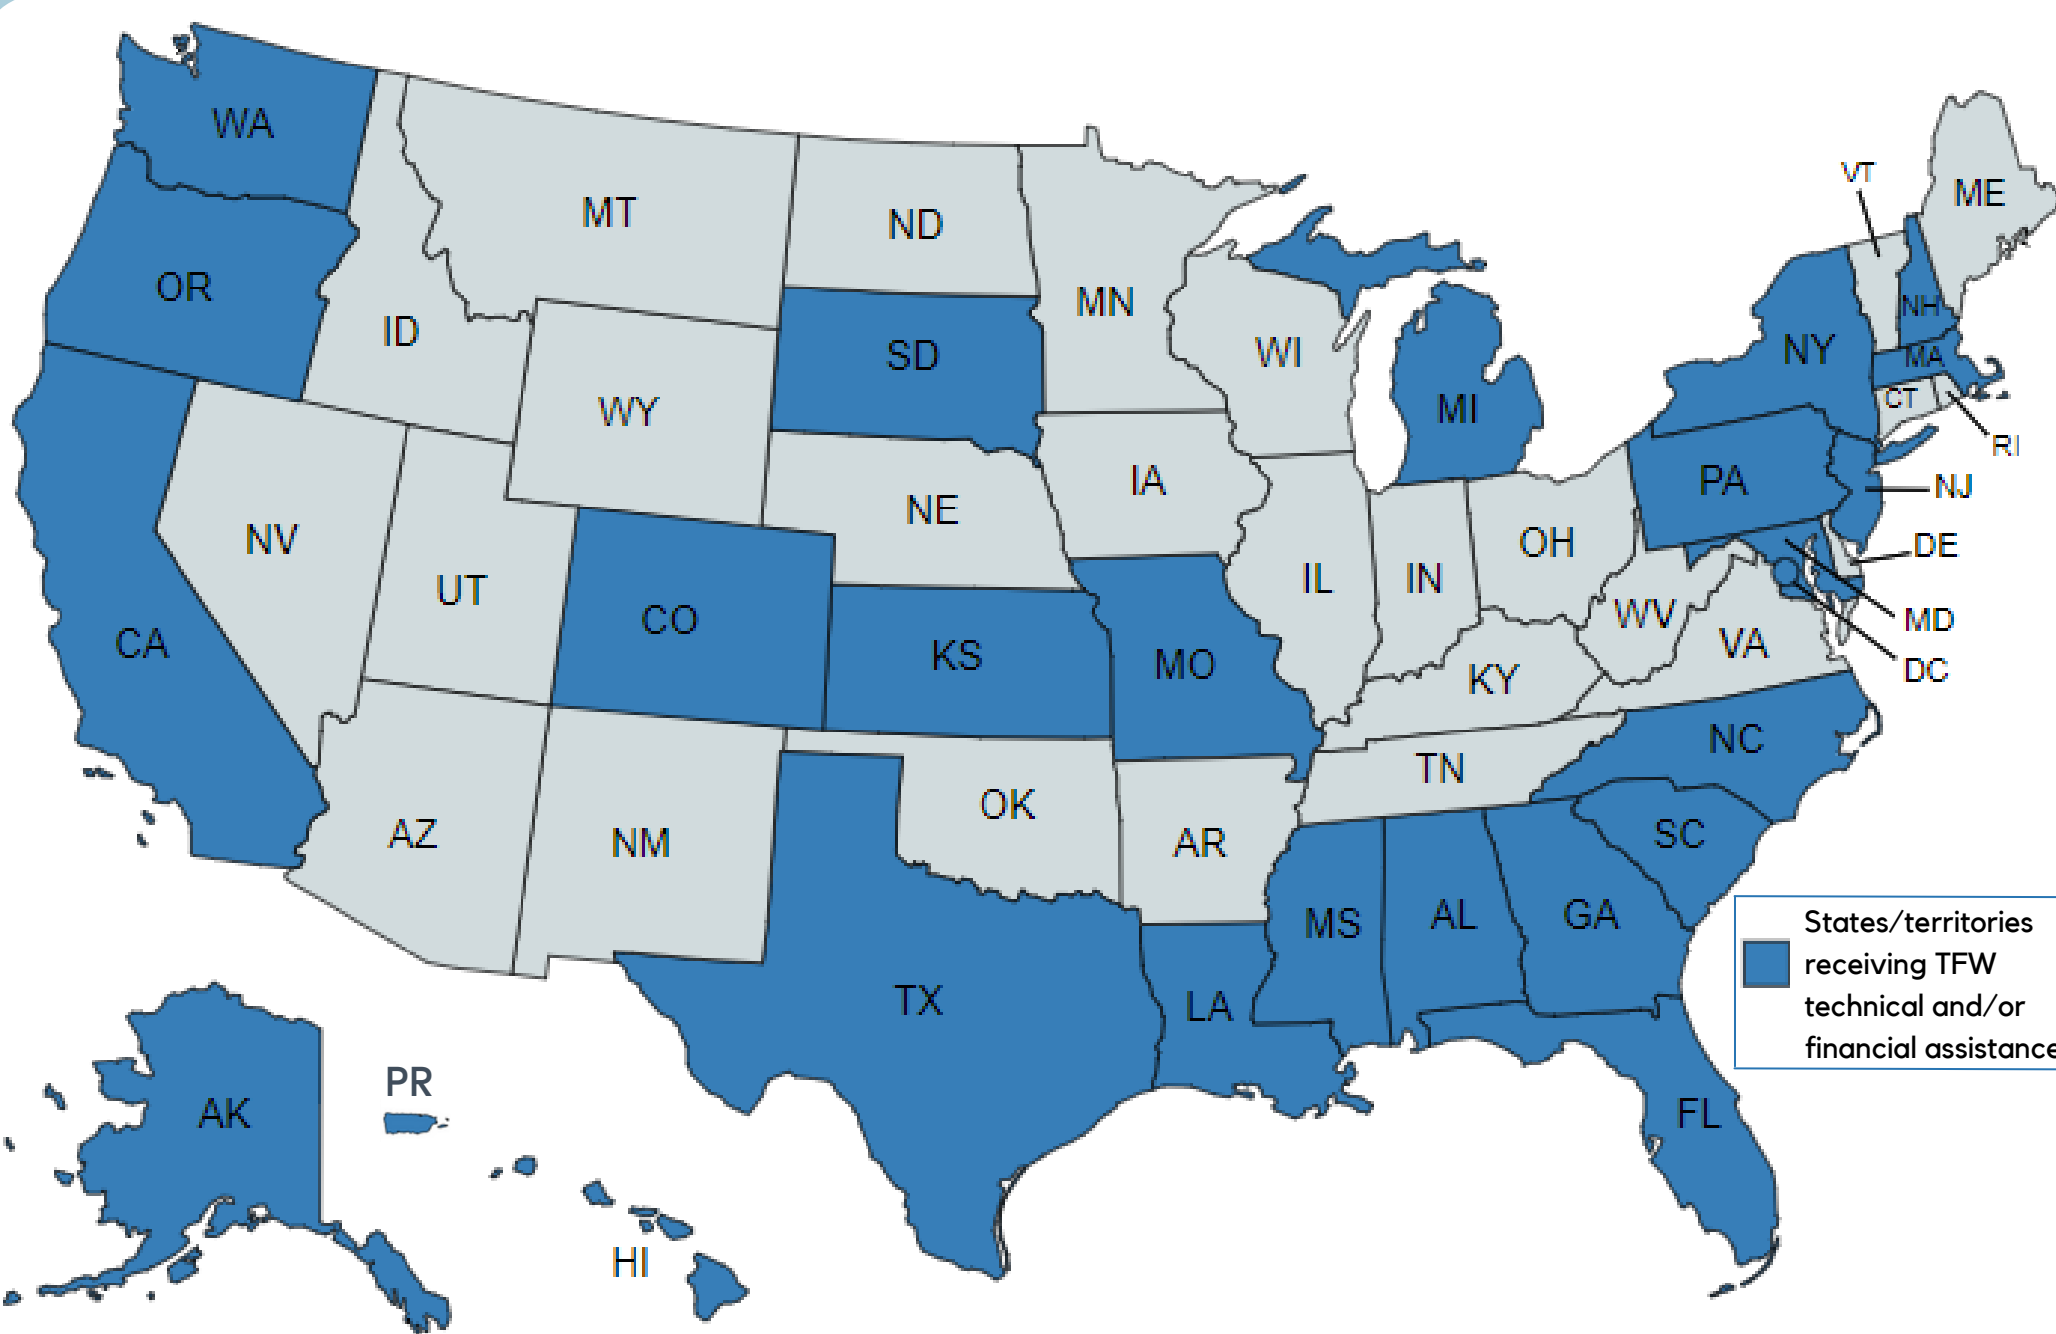 WA
MT
ND
MN
VT
ME
OR
ID
SD
WI
MI
NY
NH
MA
CT
RI
WY
NV
UT
NE
IA
PA
NJ
CO
KS
MO
IL
IN
OH
WV
VA
DE
MD
DC
CA
KY
TN
NC
AZ
NM
OK
AR
SC
MS
AL
GA
TX
LA
FL
AK
PR
HI
States/territories
receiving TFW
technical and/or
financial assistance